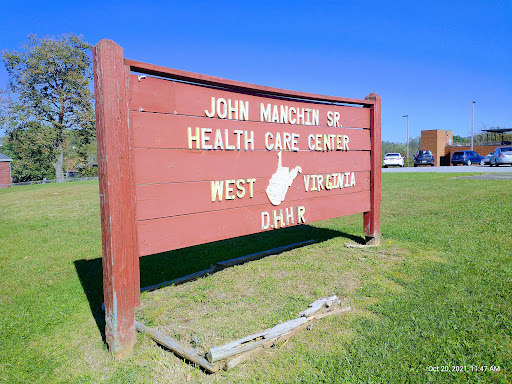 JOHN MANCHIN SR.
HEALTH CARE CENTER
WEST VIRGINIA
D.H.H.R
Oct 20, 2021, 11:47 AM